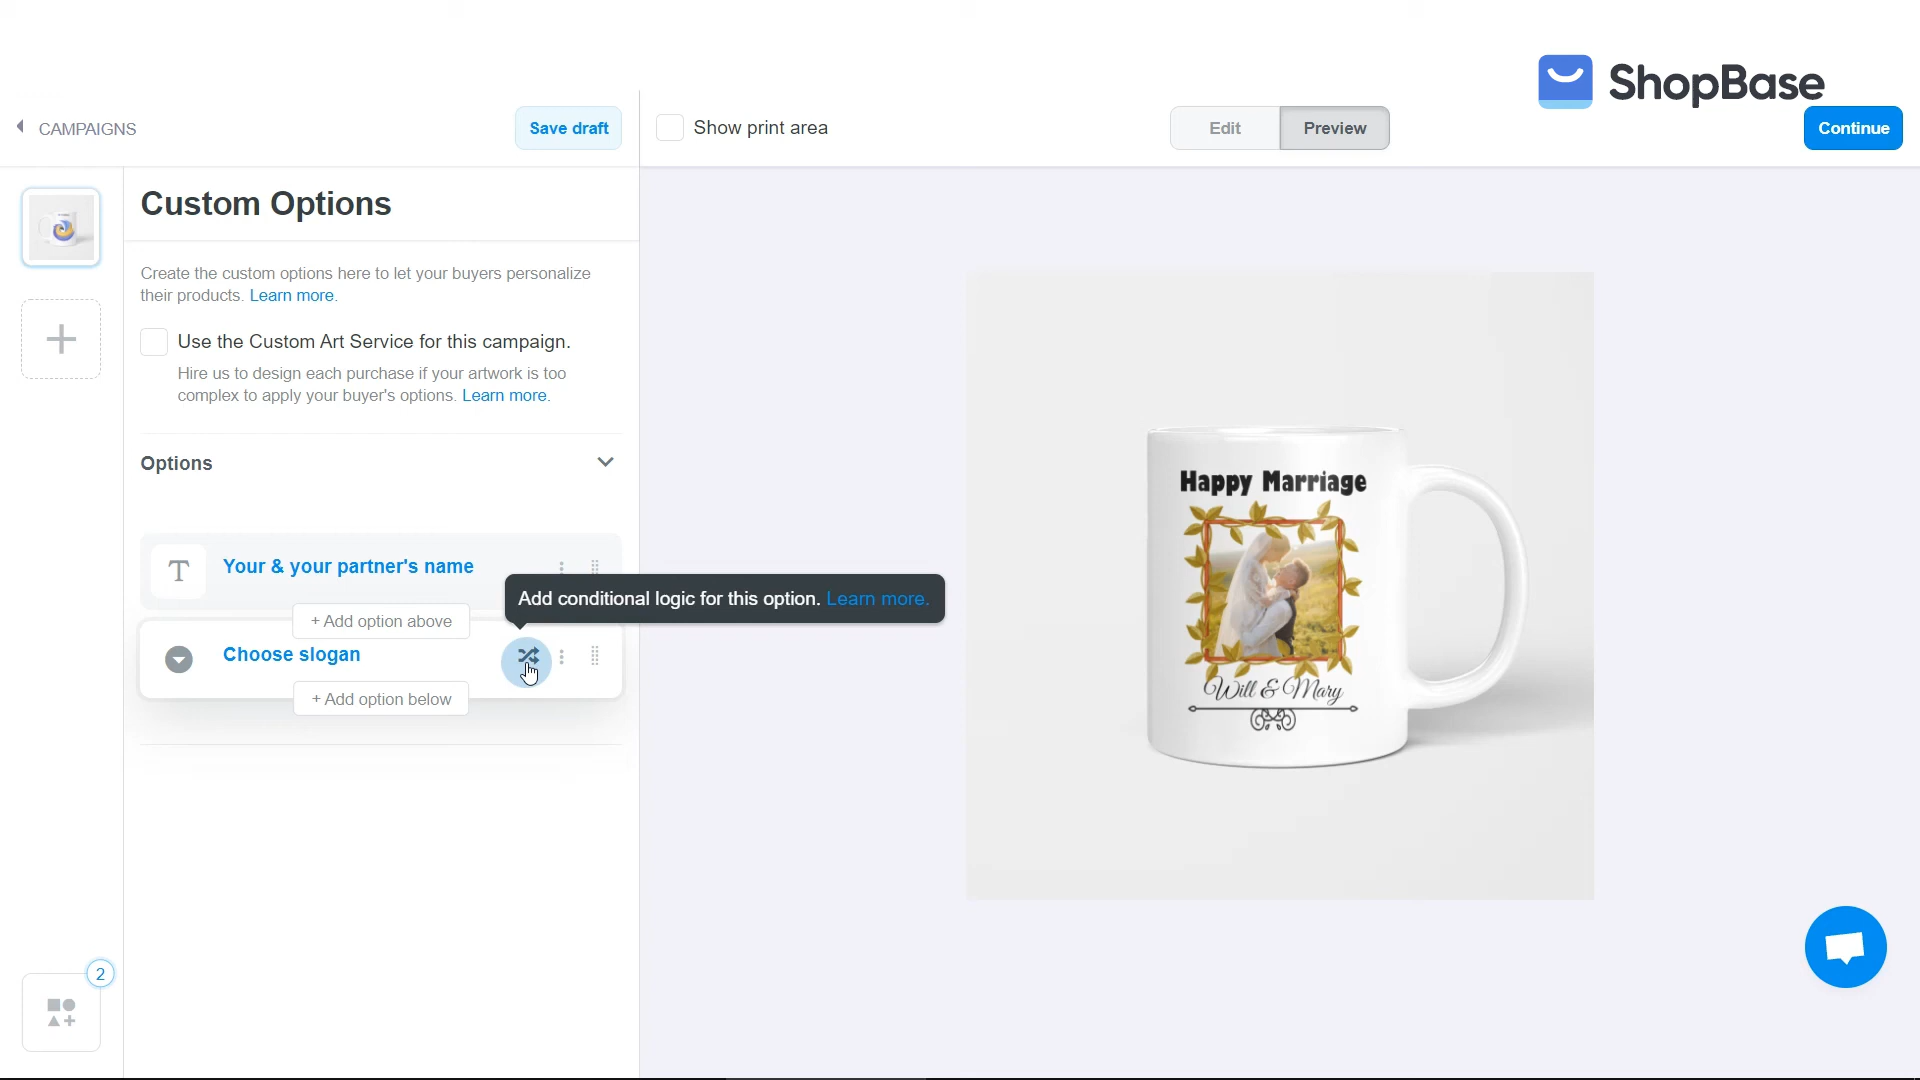 ShopBase
CAMPAIGNS
Save draft
Show print area
Edit
Preview
Continue
Custom Options
Create the custom options here to let your buyers personalize
their products. Learn more.
Use the Custom Art Service for this campaign.
Hire us to design each purchase if your artwork is too
complex to apply your buyer's options. Learn more.
Options
Your & your partner's name
Add conditional logic for this option. Learn more.
+ Add option above
Choose slogan
+ Add option below
2
Happy Marriage
Will & Mary